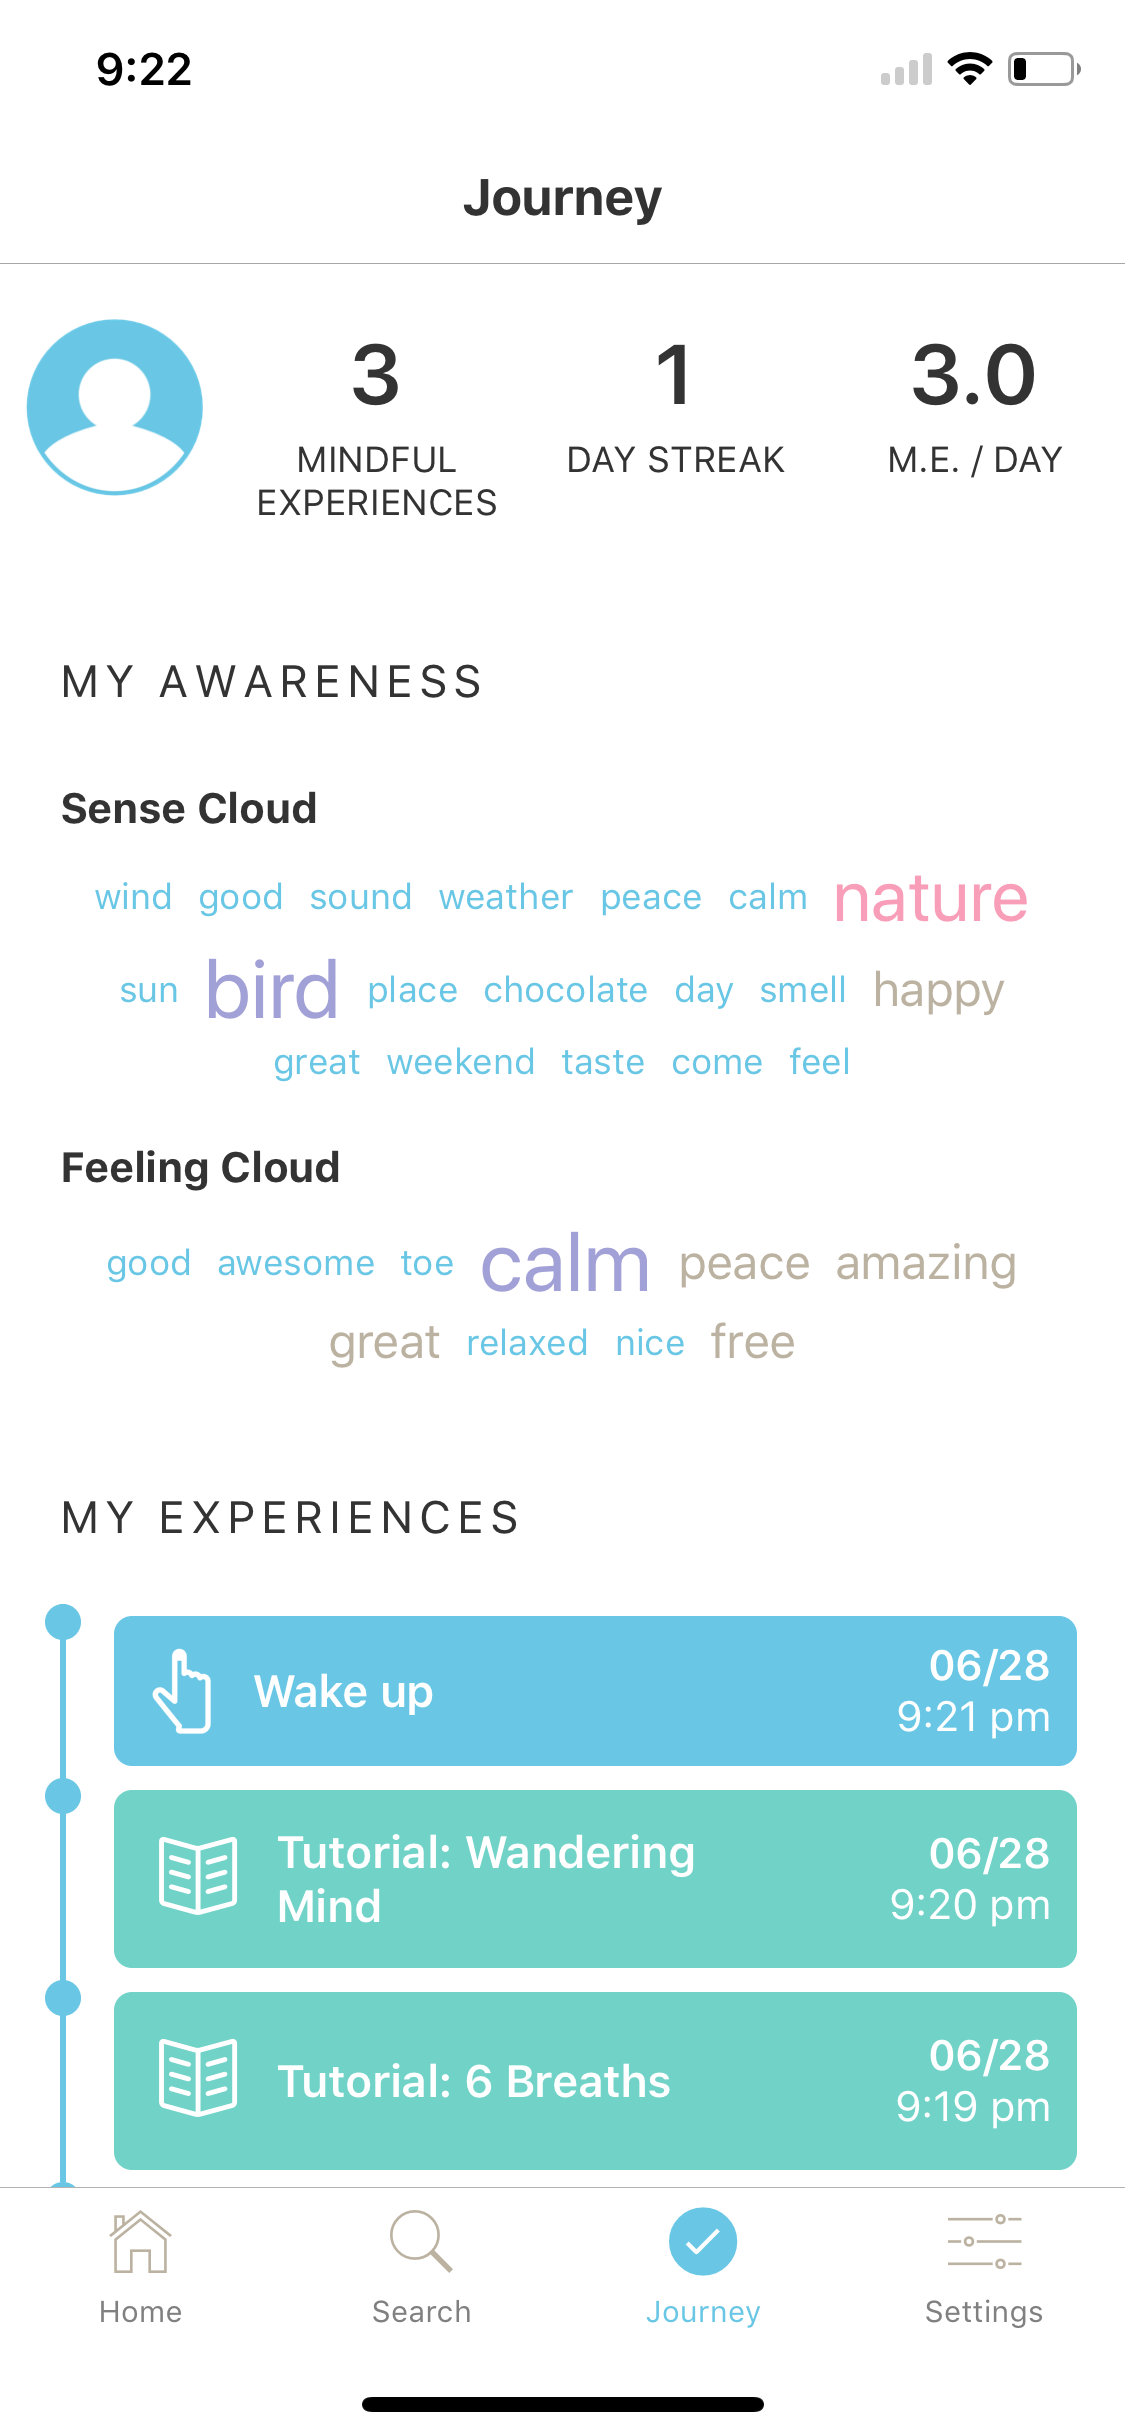 9:22
Journey
3
MINDFUL
EXPERIENCES
1
DAY STREAK
3.0
M.E. / DAY
MY AWARENESS
Sense Cloud
wind good sound weather peace calm nature
sun bird place chocolate day smell happy
great weekend taste come feel
Feeling Cloud
good awesome toe calm peace amazing
great relaxed nice free
MY EXPERIENCES
Wake up
06/28
9:21 pm
Tutorial: Wandering
Mind
06/28
9:20 pm
Tutorial: 6 Breaths
06/28
9:19 pm
Home
Search
Journey
Settings